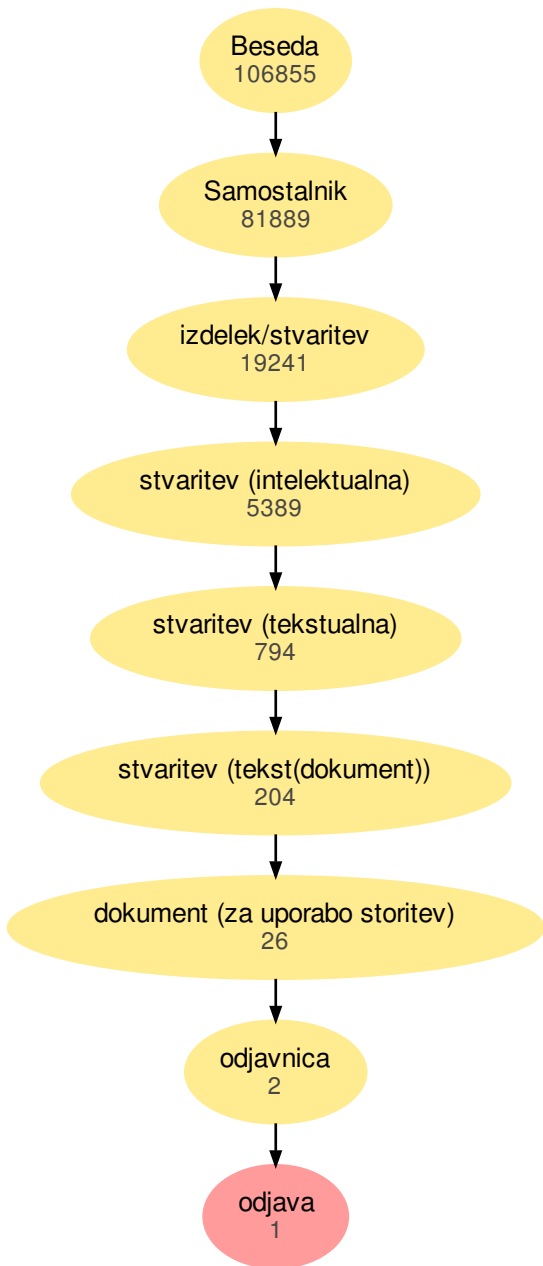 Beseda
106855
Samostalnik
81889
izdelek/stvaritev
19241
stvaritev (intelektualna)
5389
stvaritev (tekstualna)
794
stvaritev (tekst(dokument))
204
dokument (za uporabo storitev)
26
odjavnica
2
odjava
1